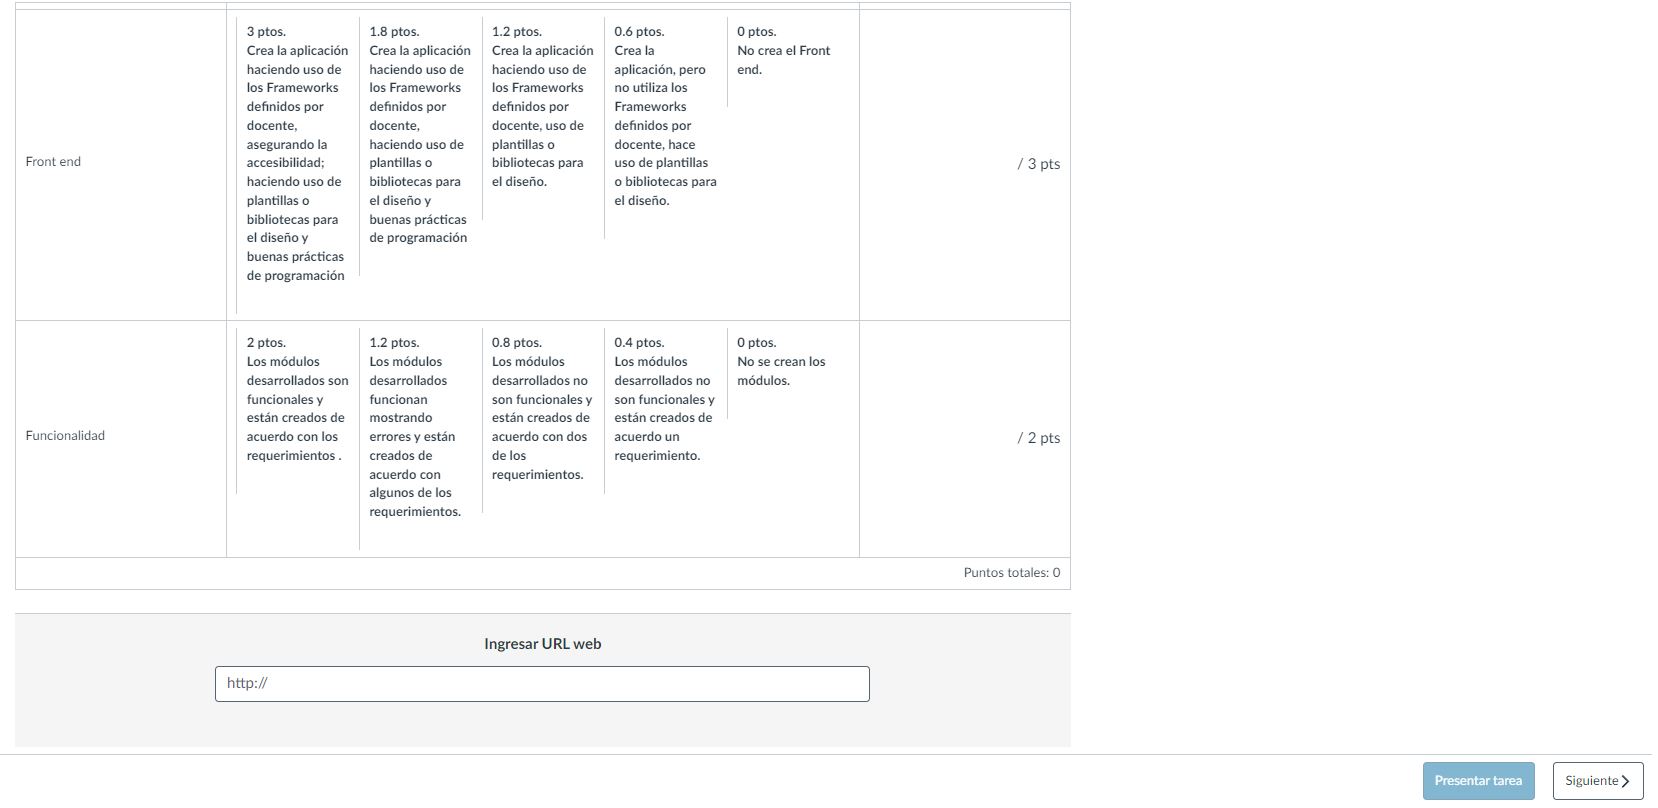 Front end
3 ptos.
Crea la aplicación
haciendo uso de
los Frameworks
definidos por
docente,
asegurando la
accesibilidad;
haciendo uso de
plantillas o
bibliotecas para
el diseño y
buenas prácticas
de programación
1.8 ptos.
Crea la aplicación
haciendo uso de
los Frameworks
definidos por
docente,
haciendo uso de
plantillas o
bibliotecas para
el diseño y
buenas prácticas
de programación
1.2 ptos.
Crea la aplicación
haciendo uso de
los Frameworks
definidos por
docente, uso de
plantillas o
bibliotecas para
el diseño.
0.6 ptos.
Crea la
aplicación, pero
no utiliza los
Frameworks
definidos por
docente, hace
uso de plantillas
o bibliotecas para
el diseño.
0 ptos.
No crea el Front
end.
/ 3 pts
Funcionalidad
2 ptos.
Los módulos
desarrollados son
funcionales y
están creados de
acuerdo con los
requerimientos .
1.2 ptos.
Los módulos
desarrollados
funcionan
mostrando
errores y están
creados de
acuerdo con
algunos de los
requerimientos.
0.8 ptos.
Los módulos
desarrollados no
son funcionales y
están creados de
acuerdo con dos
de los
requerimientos.
0.4 ptos.
Los módulos
desarrollados no
son funcionales y
están creados de
acuerdo un
requerimiento.
0 ptos.
No se crean los
módulos.
/ 2 pts
Puntos totales: 0
Ingresar URL web
http://
Presentar tarea
Siguiente